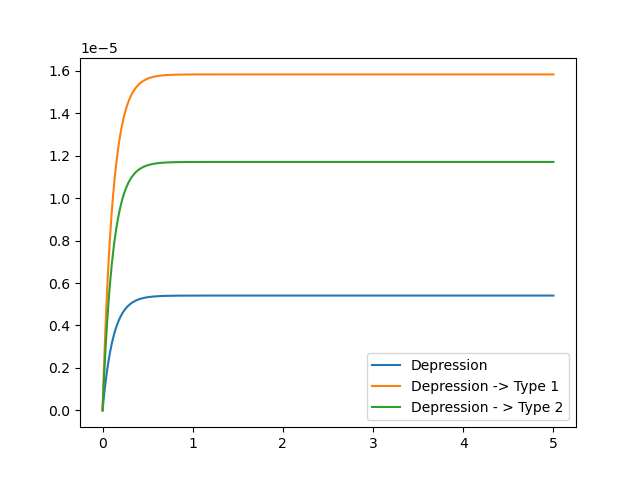 1e−5
1.6
1.4
1.2
1.0
0.8
0.6
0.4
0.2
0.0
0 1 2 3 4 5
Depression
Depression -> Type 1
Depression - > Type 2